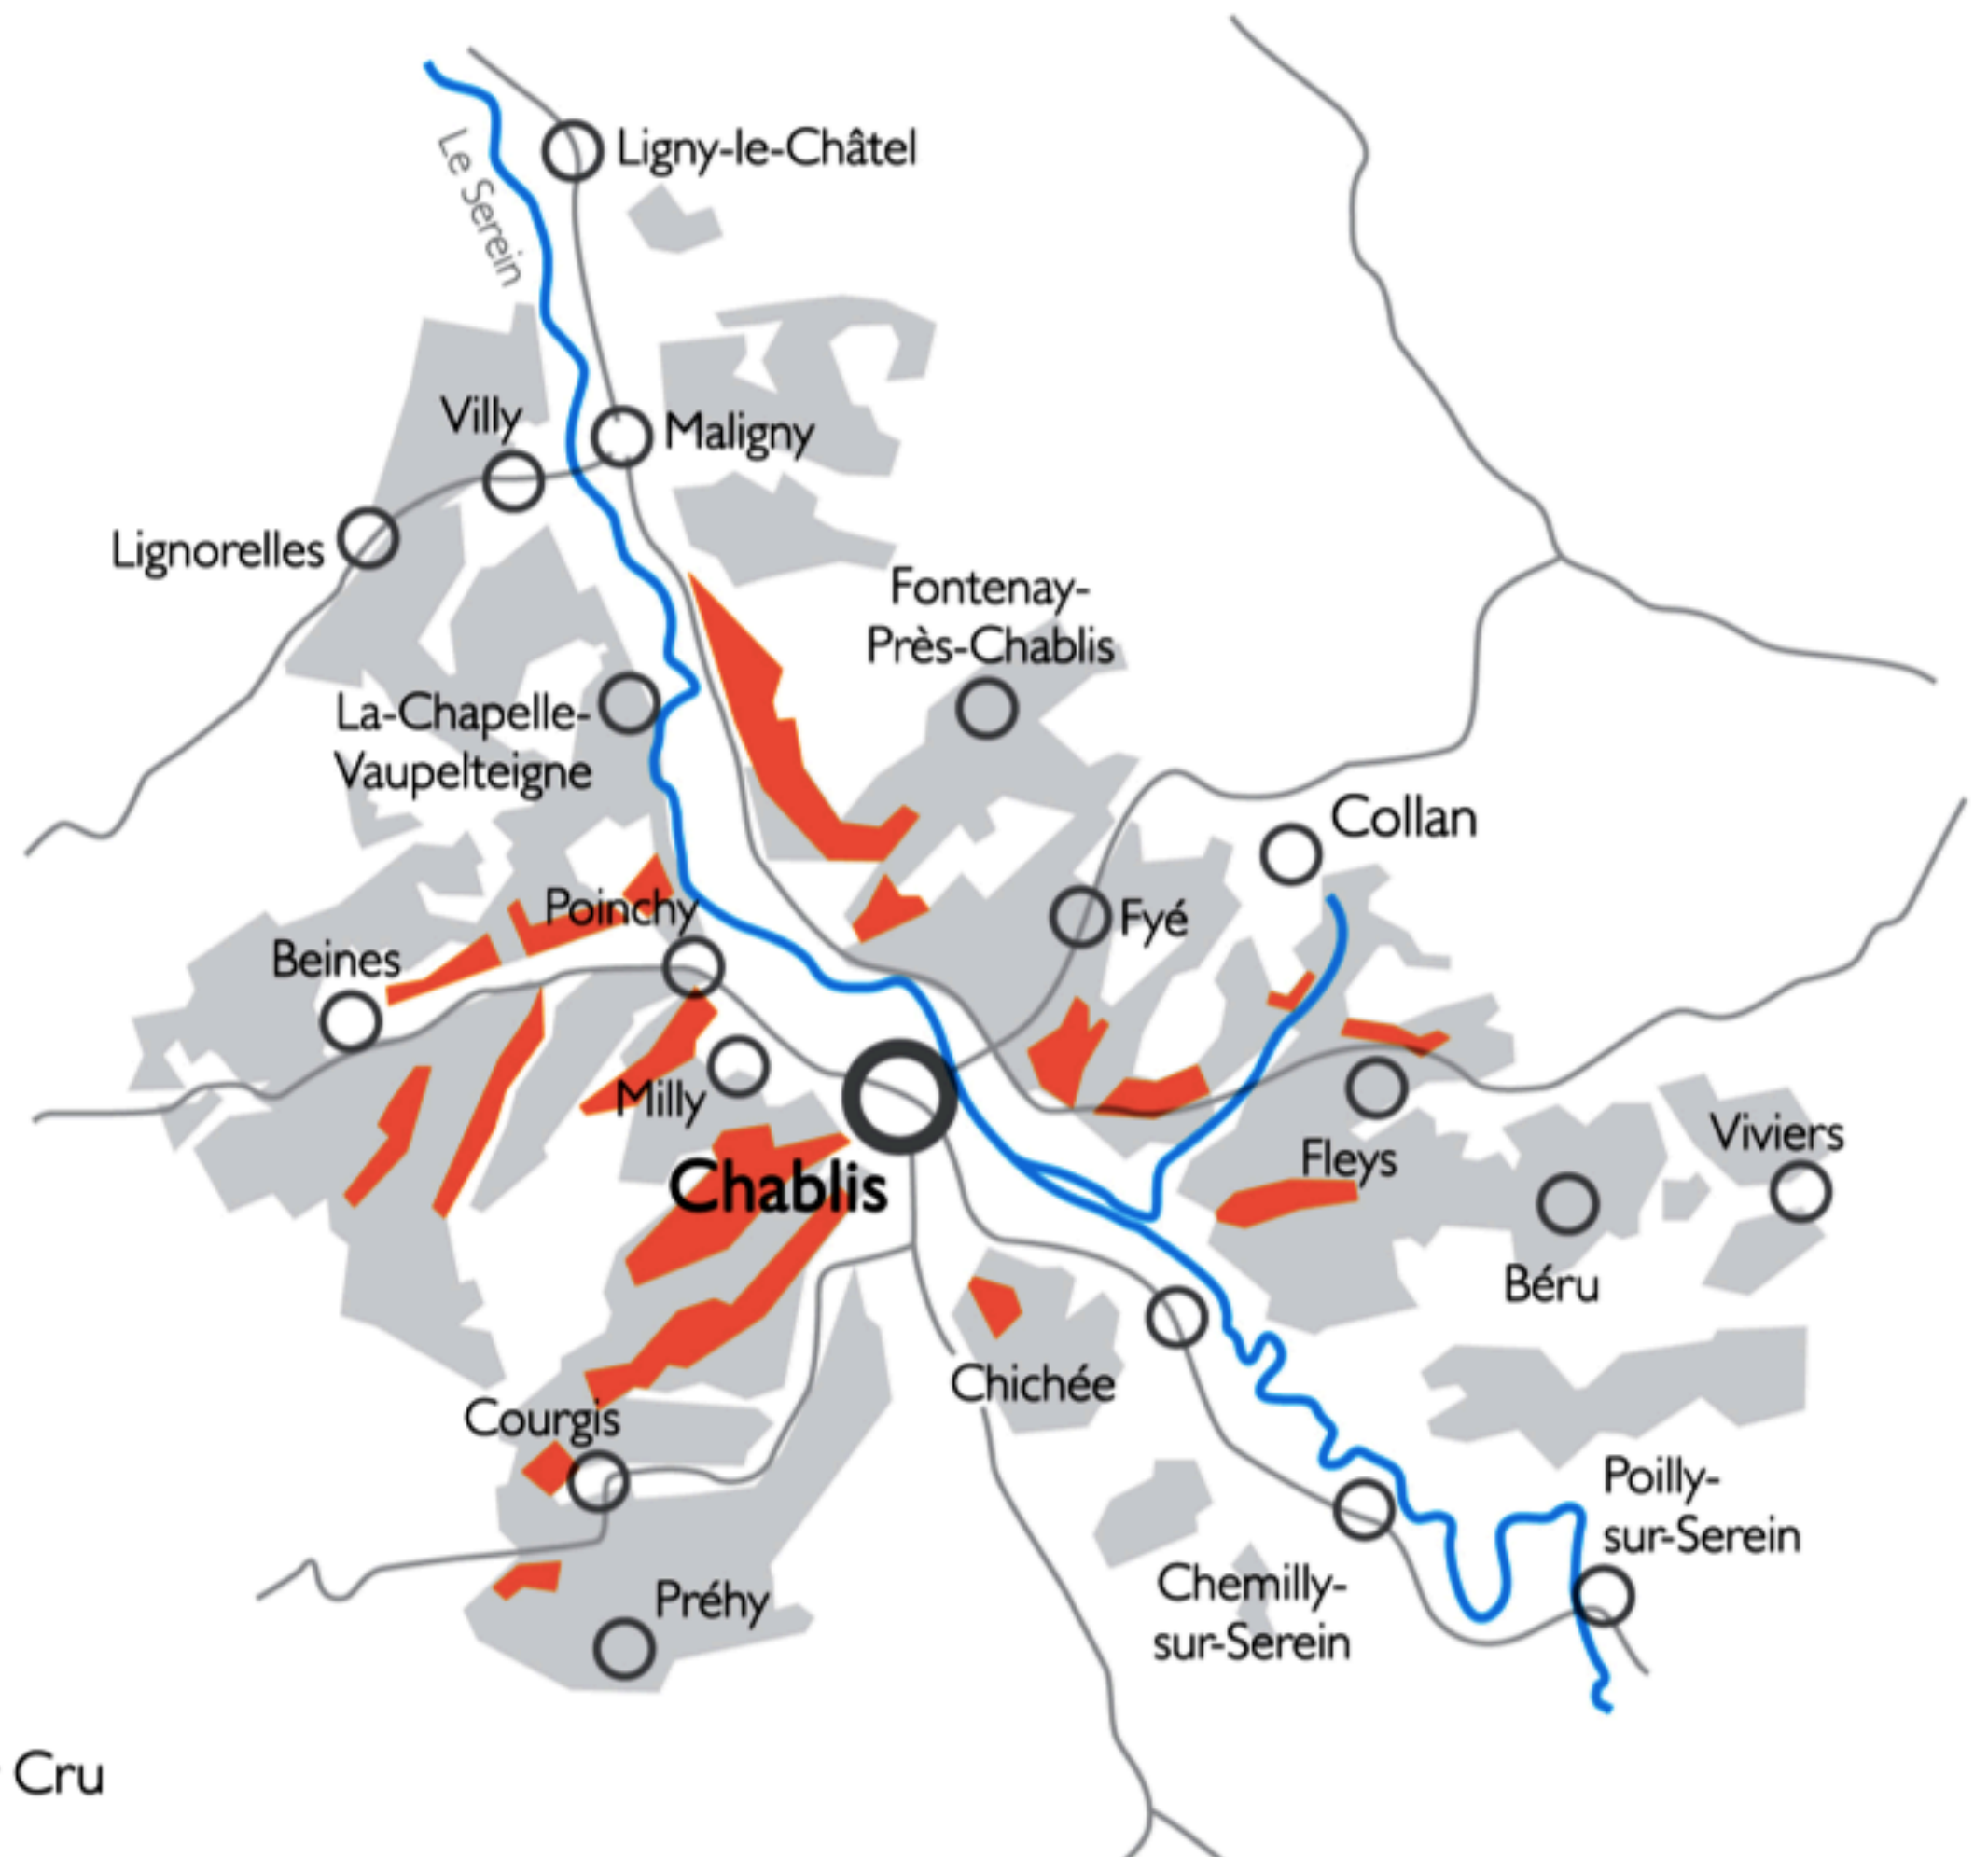 Ligny-le-Châtel
Le Serein
Villy
Maligny
Lignorelles
Fontenay-
Près-Chablis
La-Chapelle-
Vaupelteigne
Collan
Poinchy
Fyé
Beines
Milly
Viviers
Fleys
Chablis
Béru
Chichée
Courgis
Poilly-
sur-Serein
Chemilly-
sur-Serein
Préhy
Cru